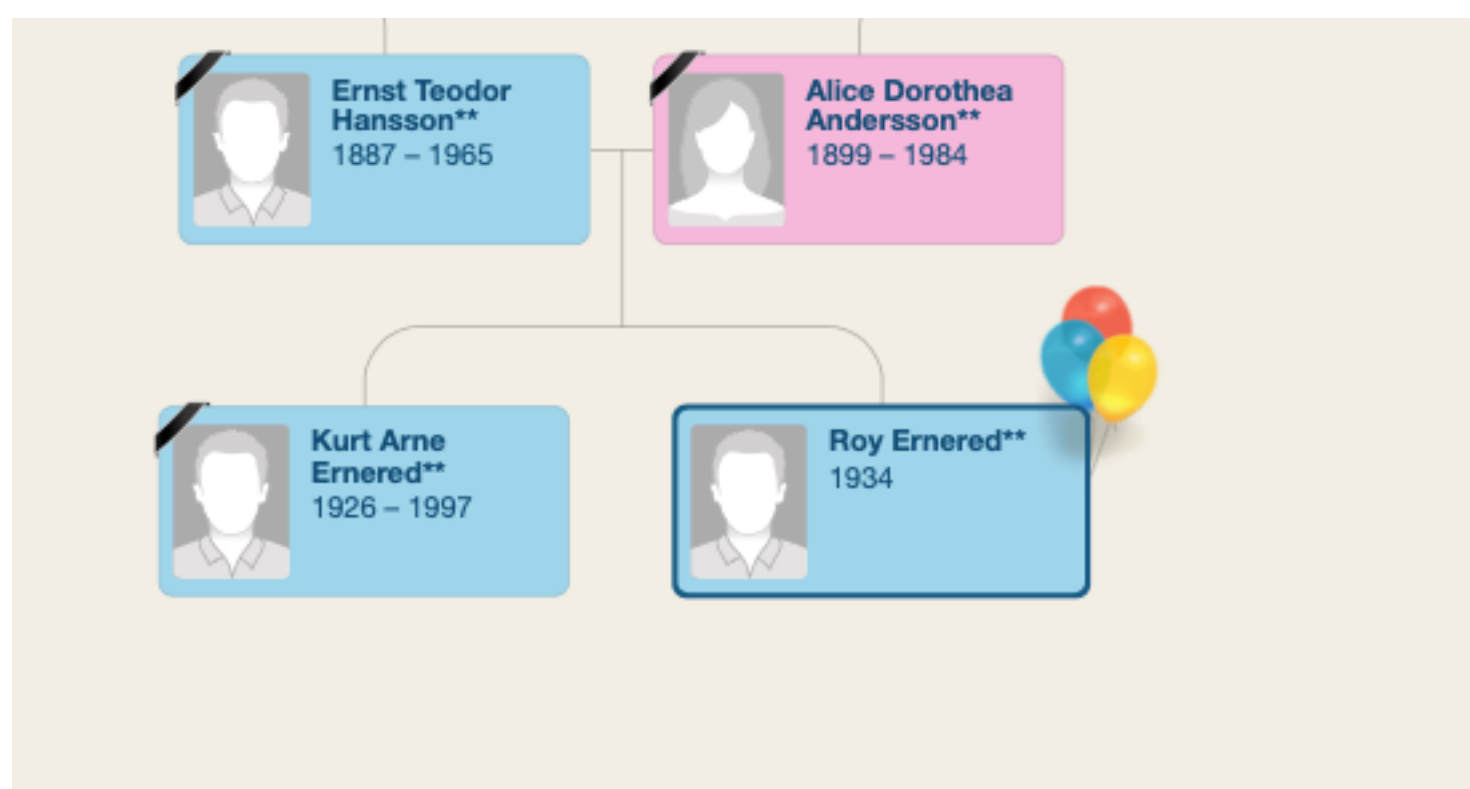 Ernst Teodor
Hansson**
1887 – 1965
Alice Dorothea
Andersson**
1899 – 1984
Kurt Arne
Ernered**
1926 – 1997
Roy Ernered**
1934